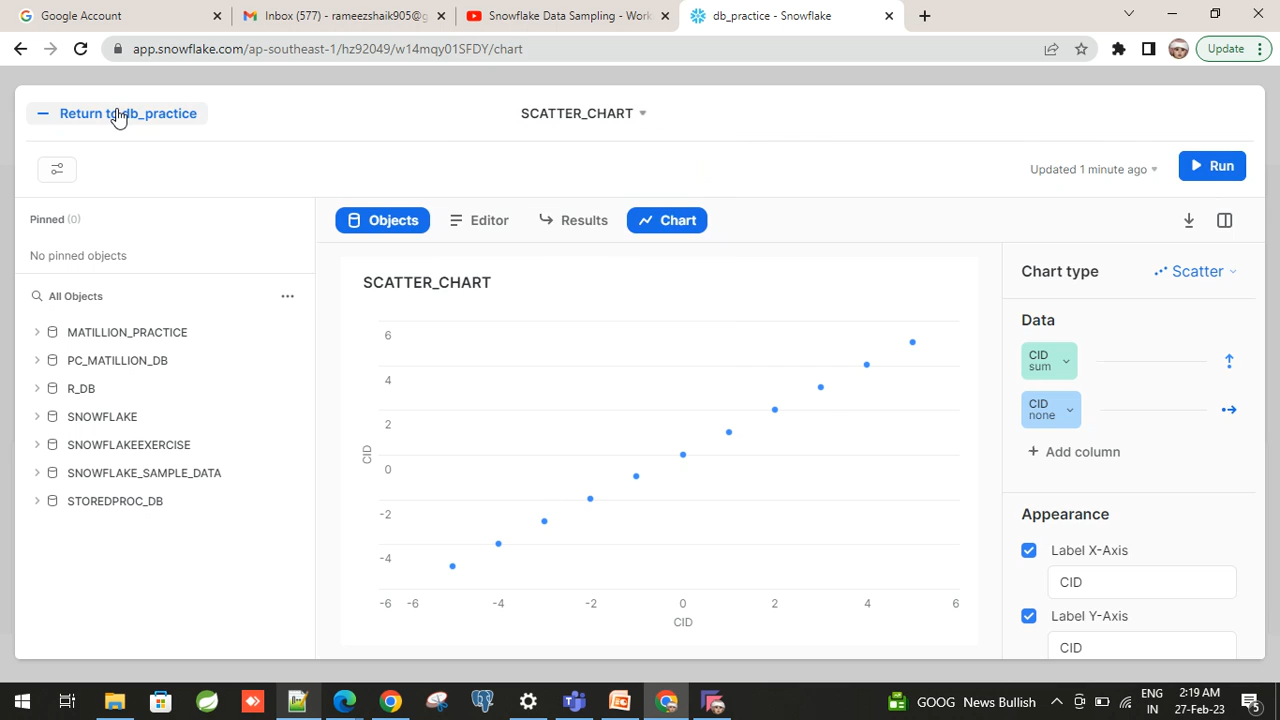 Google Account
Inbox (577) - rameezshaik905@g
Snowflake Data Sampling - Work
db_practice - Snowflake
app.snowflake.com/ap-southeast-1/hz92049/w14mqy01SFDY/chart
Update
Return to db_practice
SCATTER_CHART
Updated 1 minute ago
Run
Pinned (0)
No pinned objects
All Objects
MATILLION_PRACTICE
PC_MATILLION_DB
R_DB
SNOWFLAKE
SNOWFLAKEEXERCISE
SNOWFLAKE_SAMPLE_DATA
STOREDPROC_DB
Objects
Editor
Results
Chart
SCATTER_CHART
6
4
2
0
-2
-4
-6
CID
-6 -4 -2 0 2 4 6
CID
Chart type
Scatter
Data
CID
sum
CID
none
+ Add column
Appearance
Label X-Axis
CID
Label Y-Axis
CID
GOOG News Bullish
ENG
IN
2:19 AM
27-Feb-23
5